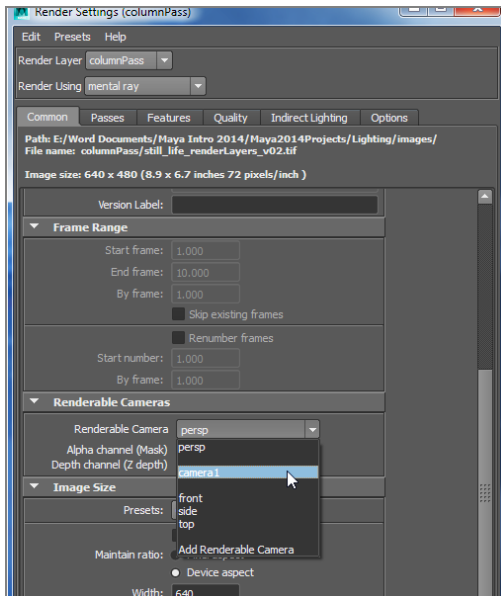 Render Settings (columnPass)
Edit Presets Help
Render Layer columnPass
Render Using mental ray
Common Passes Features Quality Indirect Lighting Options
Path: E:/Word Documents/Maya Intro 2014/Maya2014Projects/Lighting/images/
File name: columnPass/still_life_renderLayers_v02.tif
Image size: 640 x 480 (8.9 x 6.7 inches 72 pixels/inch )
Version Label:
Frame Range
Start frame: 1.000
End frame: 10.000
By frame: 1.000
Skip existing frames
Renumber frames
Start number: 1.000
By frame: 1.000
Renderable Cameras
Renderable Camera persp
Alpha channel (Mask) persp
Depth channel (Z depth) camera1
Image Size
front
Presets: side
top
Maintain ratio: Add Renderable Camera
Device aspect
Width: 640